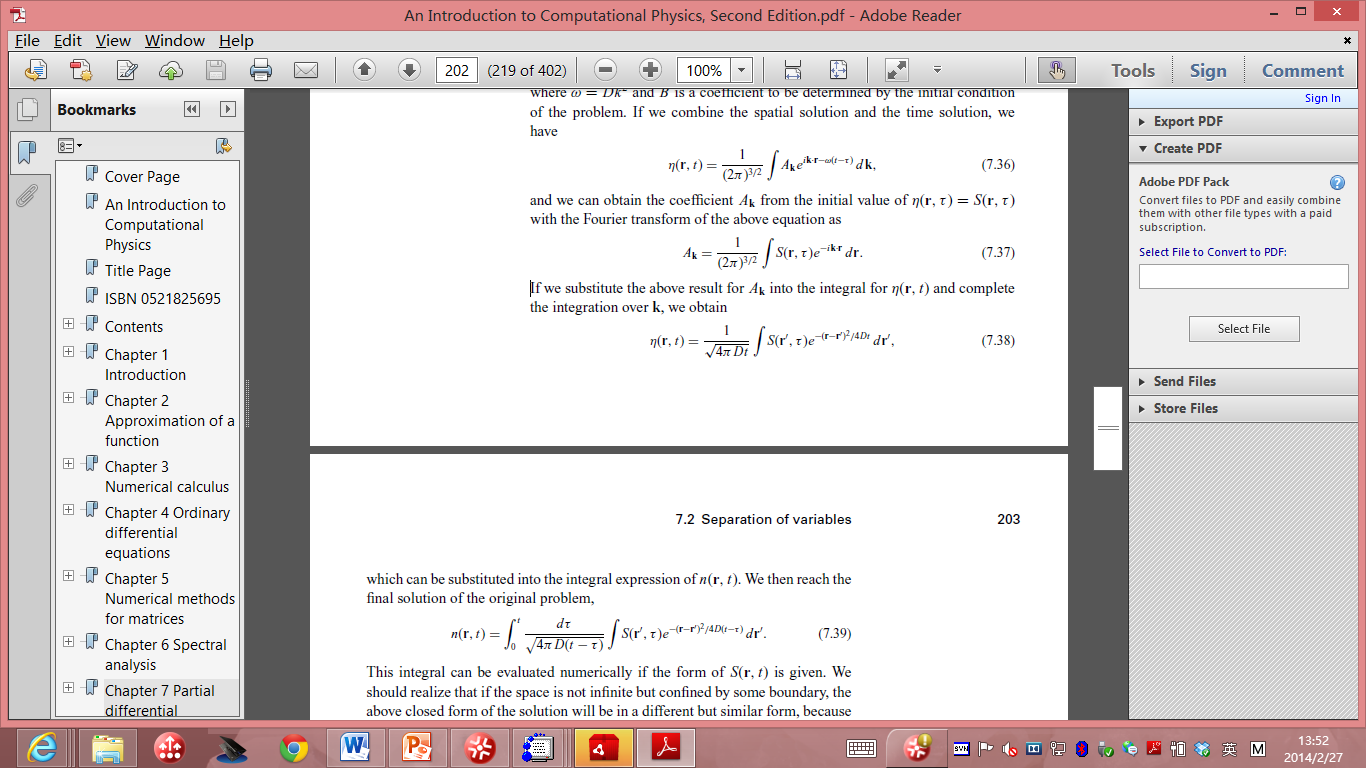 An Introduction to Computational Physics, Second Edition.pdf - Adobe Reader
File Edit View Window Help
202 (219 of 402) 100% Tools Sign Comment
Bookmarks
Cover Page
An Introduction to
Computational
Physics
Title Page
ISBN 0521825695
Contents
Chapter 1
Introduction
Chapter 2
Approximation of a
function
Chapter 3
Numerical calculus
Chapter 4 Ordinary
differential
equations
Chapter 5
Numerical methods
for matrices
Chapter 6 Spectral
analysis
Chapter 7 Partial
differential
where ω = Dk² and B is a coefficient to be determined by the initial condition
of the problem. If we combine the spatial solution and the time solution, we
have
η(r, t) = 1/(2π)^{3/2} ∫ A_k e^{ik·r−ω(t−τ)} dk, (7.36)
and we can obtain the coefficient A_k from the initial value of η(r, τ) = S(r, τ)
with the Fourier transform of the above equation as
A_k = 1/(2π)^{3/2} ∫ S(r, τ)e^{−ik·r} dr. (7.37)
If we substitute the above result for A_k into the integral for η(r, t) and complete
the integration over k, we obtain
η(r, t) = 1/√(4π Dt) ∫ S(r′, τ)e^{−(r−r′)²/4Dt} dr′, (7.38)
7.2 Separation of variables 203
which can be substituted into the integral expression of n(r, t). We then reach the
final solution of the original problem,
n(r, t) = ∫₀ᵗ dτ/√(4π D(t − τ)) ∫ S(r′, τ)e^{−(r−r′)²/4D(t−τ)} dr′. (7.39)
This integral can be evaluated numerically if the form of S(r, t) is given. We
should realize that if the space is not infinite but confined by some boundary, the
above closed form of the solution will be in a different but similar form, because
Sign In
Export PDF
Create PDF
Adobe PDF Pack
Convert files to PDF and easily combine
them with other file types with a paid
subscription.
Select File to Convert to PDF:
Select File
Send Files
Store Files
SVN
英
M
13:52
2014/2/27